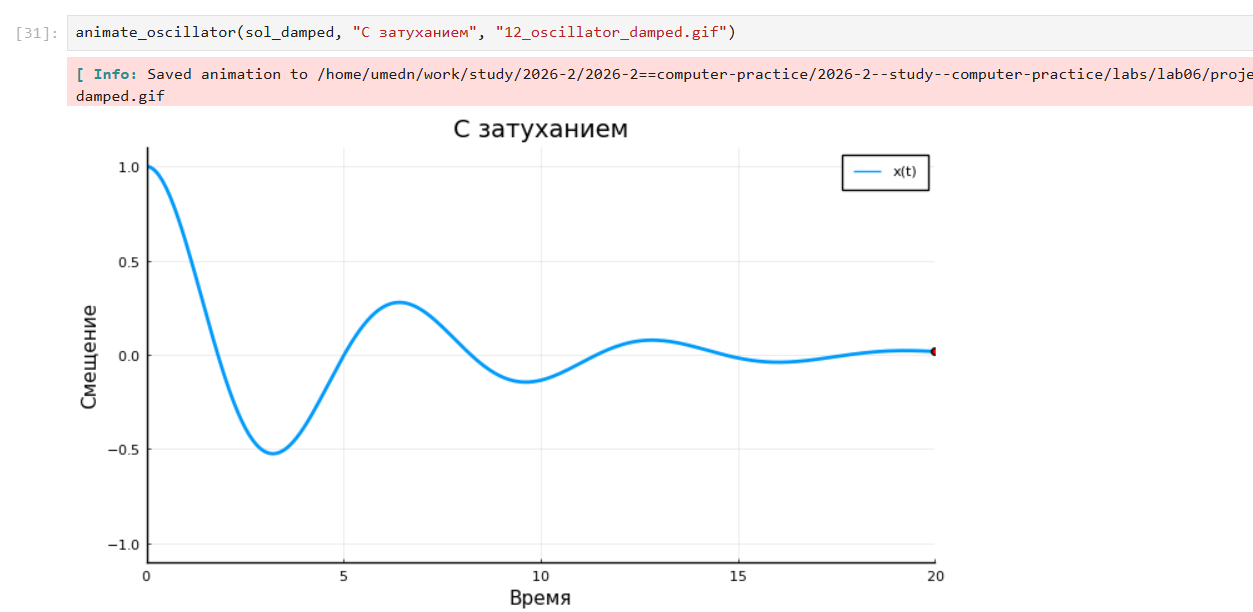 [31]: animate_oscillator(sol_damped, "С затуханием", "12_oscillator_damped.gif")
[ Info: Saved animation to /home/umedn/work/study/2026-2/2026-2==computer-practice/2026-2--study--computer-practice/labs/lab06/proje
damped.gif
С затуханием
x(t)
1.0
0.5
0.0
−0.5
−1.0
Смещение
0 5 10 15 20
Время